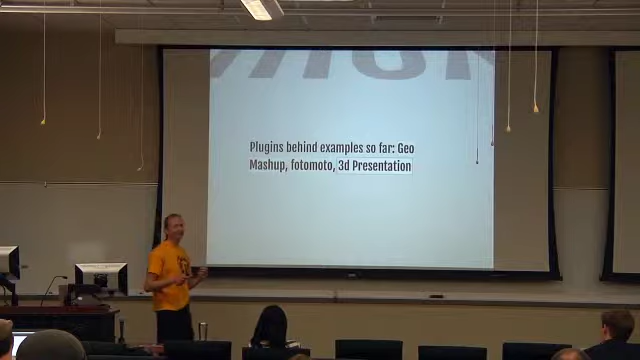 Plugins behind examples so far: Geo
Mashup, fotomoto, 3d Presentation